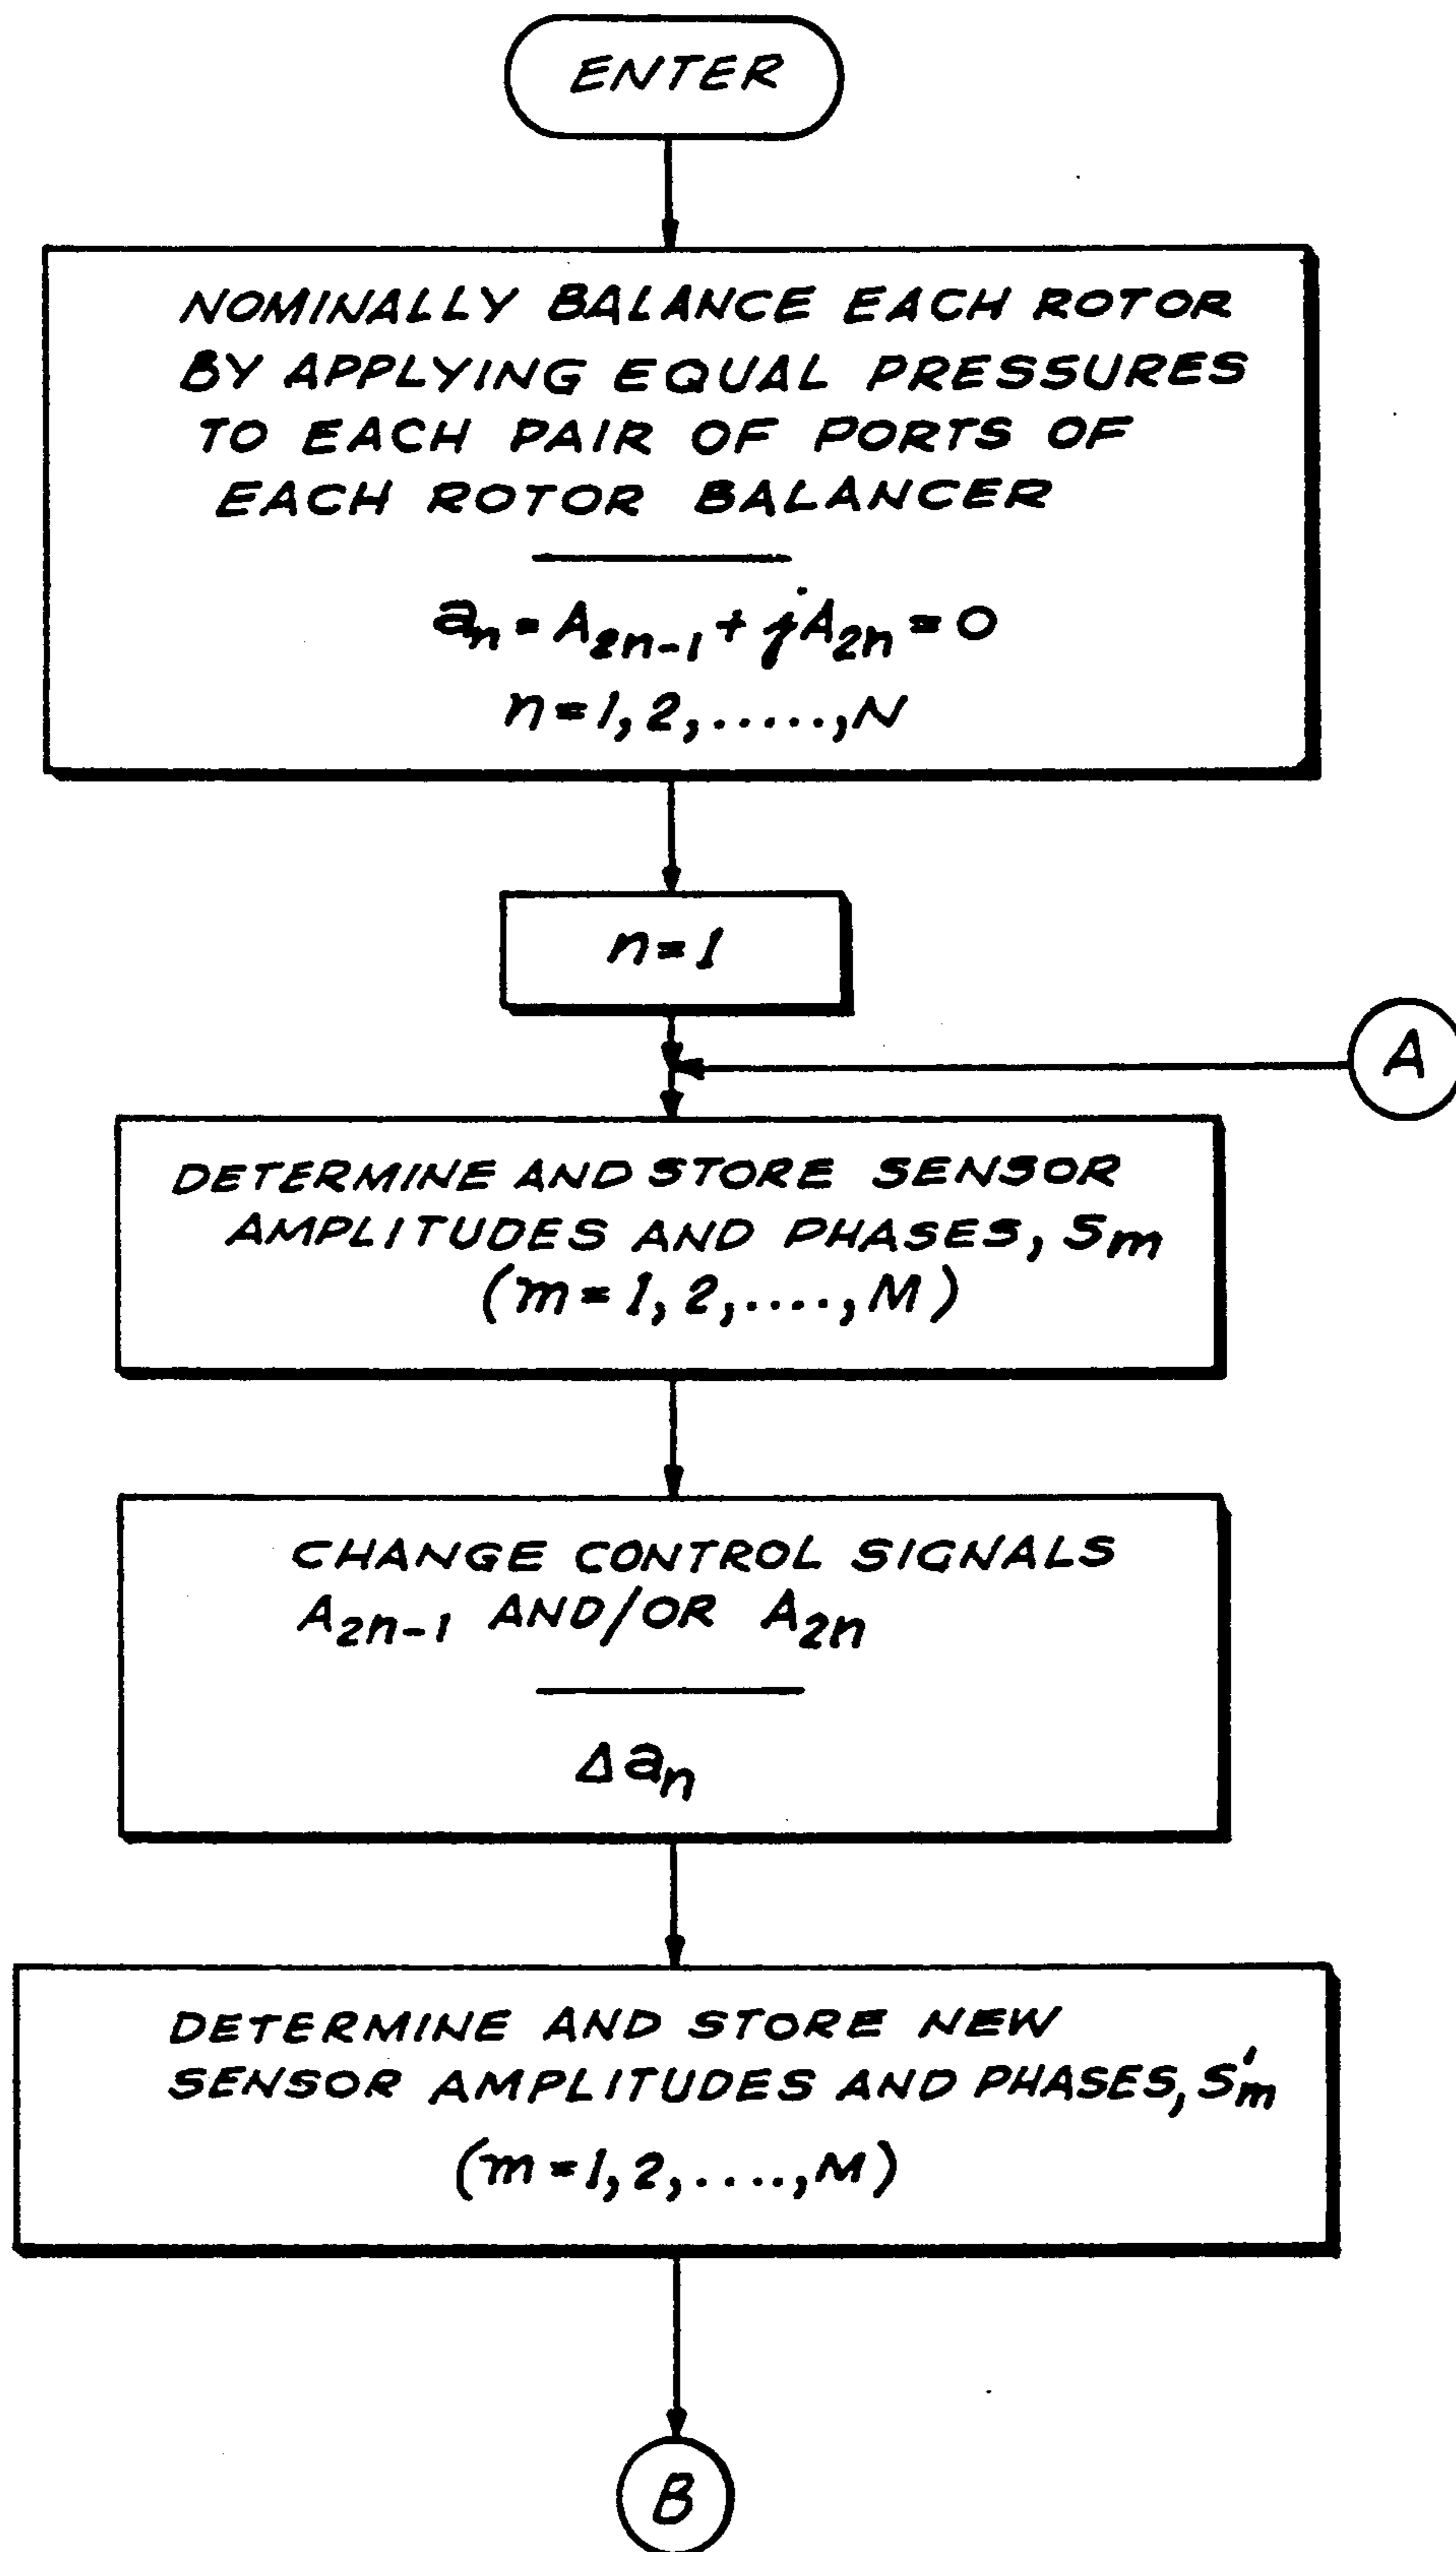 ENTER
NOMINALLY BALANCE EACH ROTOR
BY APPLYING EQUAL PRESSURES
TO EACH PAIR OF PORTS OF
EACH ROTOR BALANCER
aₙ = A₂ₙ₋₁ + jA₂ₙ = 0
n = 1, 2, ....., N
n = 1
A
DETERMINE AND STORE SENSOR
AMPLITUDES AND PHASES, Sₘ
(m = 1, 2, ...., M)
CHANGE CONTROL SIGNALS
A₂ₙ₋₁ AND/OR A₂ₙ
Δaₙ
DETERMINE AND STORE NEW
SENSOR AMPLITUDES AND PHASES, S′ₘ
(m = 1, 2, ...., M)
B